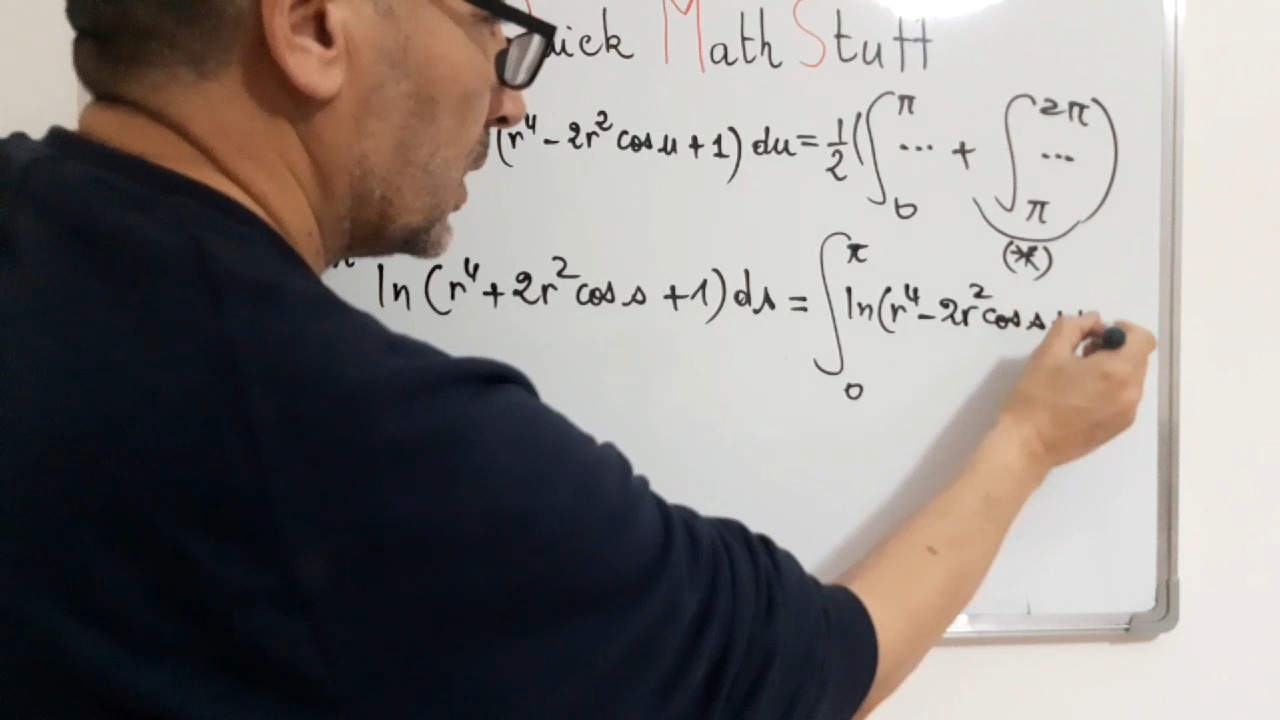 ick Math Stuff
(r⁴ - 2r² cos u + 1) du = 1/2 (∫₀^π ... + ∫_π^2π ...)
(*)
π ln (r⁴ + 2r² cos s + 1) ds = ∫₀^π ln (r⁴ - 2r² cos s